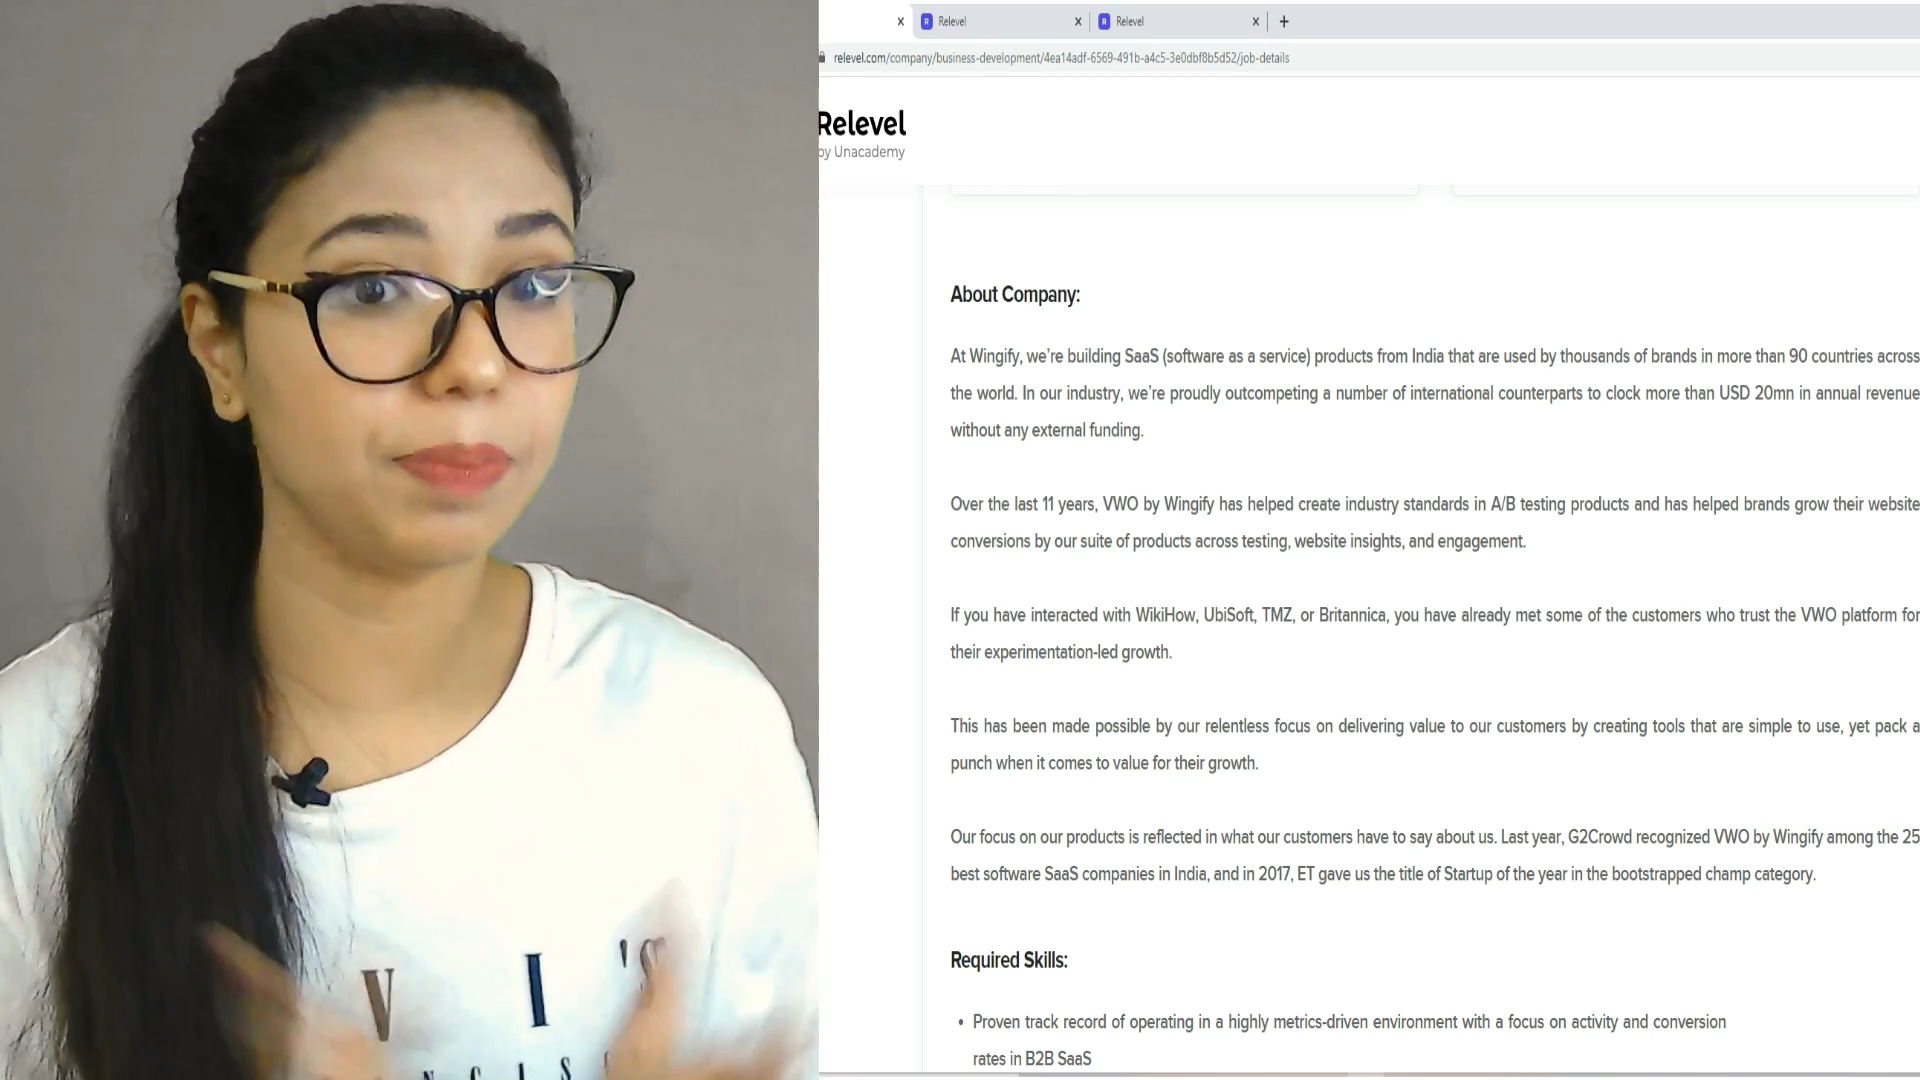 Relevel
Relevel
relevel.com/company/business-development/4ea14adf-6569-491b-a4c5-3e0dbf8b5d52/job-details
Relevel
by Unacademy
About Company:
At Wingify, we’re building SaaS (software as a service) products from India that are used by thousands of brands in more than 90 countries across
the world. In our industry, we’re proudly outcompeting a number of international counterparts to clock more than USD 20mn in annual revenue
without any external funding.
Over the last 11 years, VWO by Wingify has helped create industry standards in A/B testing products and has helped brands grow their website
conversions by our suite of products across testing, website insights, and engagement.
If you have interacted with WikiHow, UbiSoft, TMZ, or Britannica, you have already met some of the customers who trust the VWO platform for
their experimentation-led growth.
This has been made possible by our relentless focus on delivering value to our customers by creating tools that are simple to use, yet pack a
punch when it comes to value for their growth.
Our focus on our products is reflected in what our customers have to say about us. Last year, G2Crowd recognized VWO by Wingify among the 25
best software SaaS companies in India, and in 2017, ET gave us the title of Startup of the year in the bootstrapped champ category.
Required Skills:
• Proven track record of operating in a highly metrics-driven environment with a focus on activity and conversion
rates in B2B SaaS
V I 'S